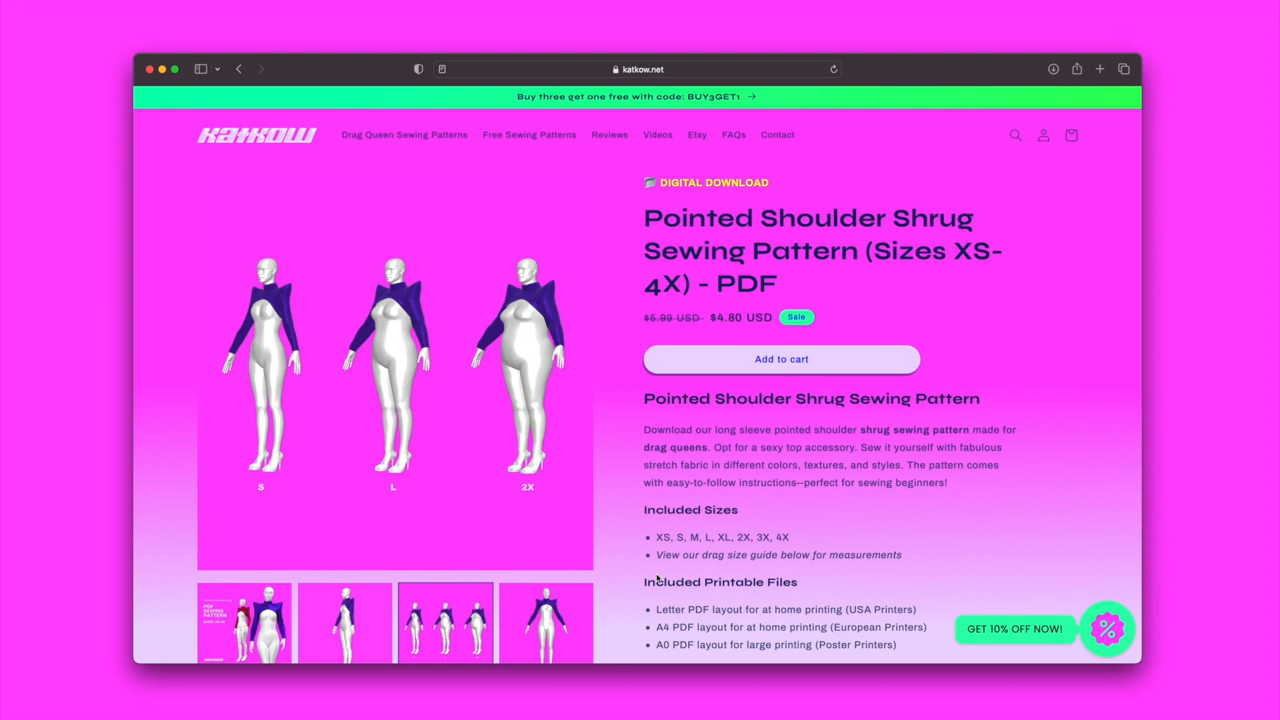 katkow.net
Buy three get one free with code: BUY3GET1 →
KATKOW
Drag Queen Sewing Patterns Free Sewing Patterns Reviews Videos Etsy FAQs Contact
DIGITAL DOWNLOAD
Pointed Shoulder Shrug
Sewing Pattern (Sizes XS-
4X) - PDF
$5.99 USD $4.80 USD Sale
Add to cart
Pointed Shoulder Shrug Sewing Pattern
Download our long sleeve pointed shoulder shrug sewing pattern made for
drag queens. Opt for a sexy top accessory. Sew it yourself with fabulous
stretch fabric in different colors, textures, and styles. The pattern comes
with easy-to-follow instructions--perfect for sewing beginners!
Included Sizes
XS, S, M, L, XL, 2X, 3X, 4X
View our drag size guide below for measurements
Included Printable Files
Letter PDF layout for at home printing (USA Printers)
A4 PDF layout for at home printing (European Printers)
A0 PDF layout for large printing (Poster Printers)
S L 2X
PDF
SEWING
PATTERN
GET 10% OFF NOW!
%